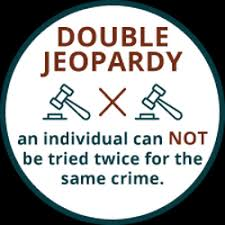 DOUBLE
JEOPARDY
an individual can NOT
be tried twice for the
same crime.